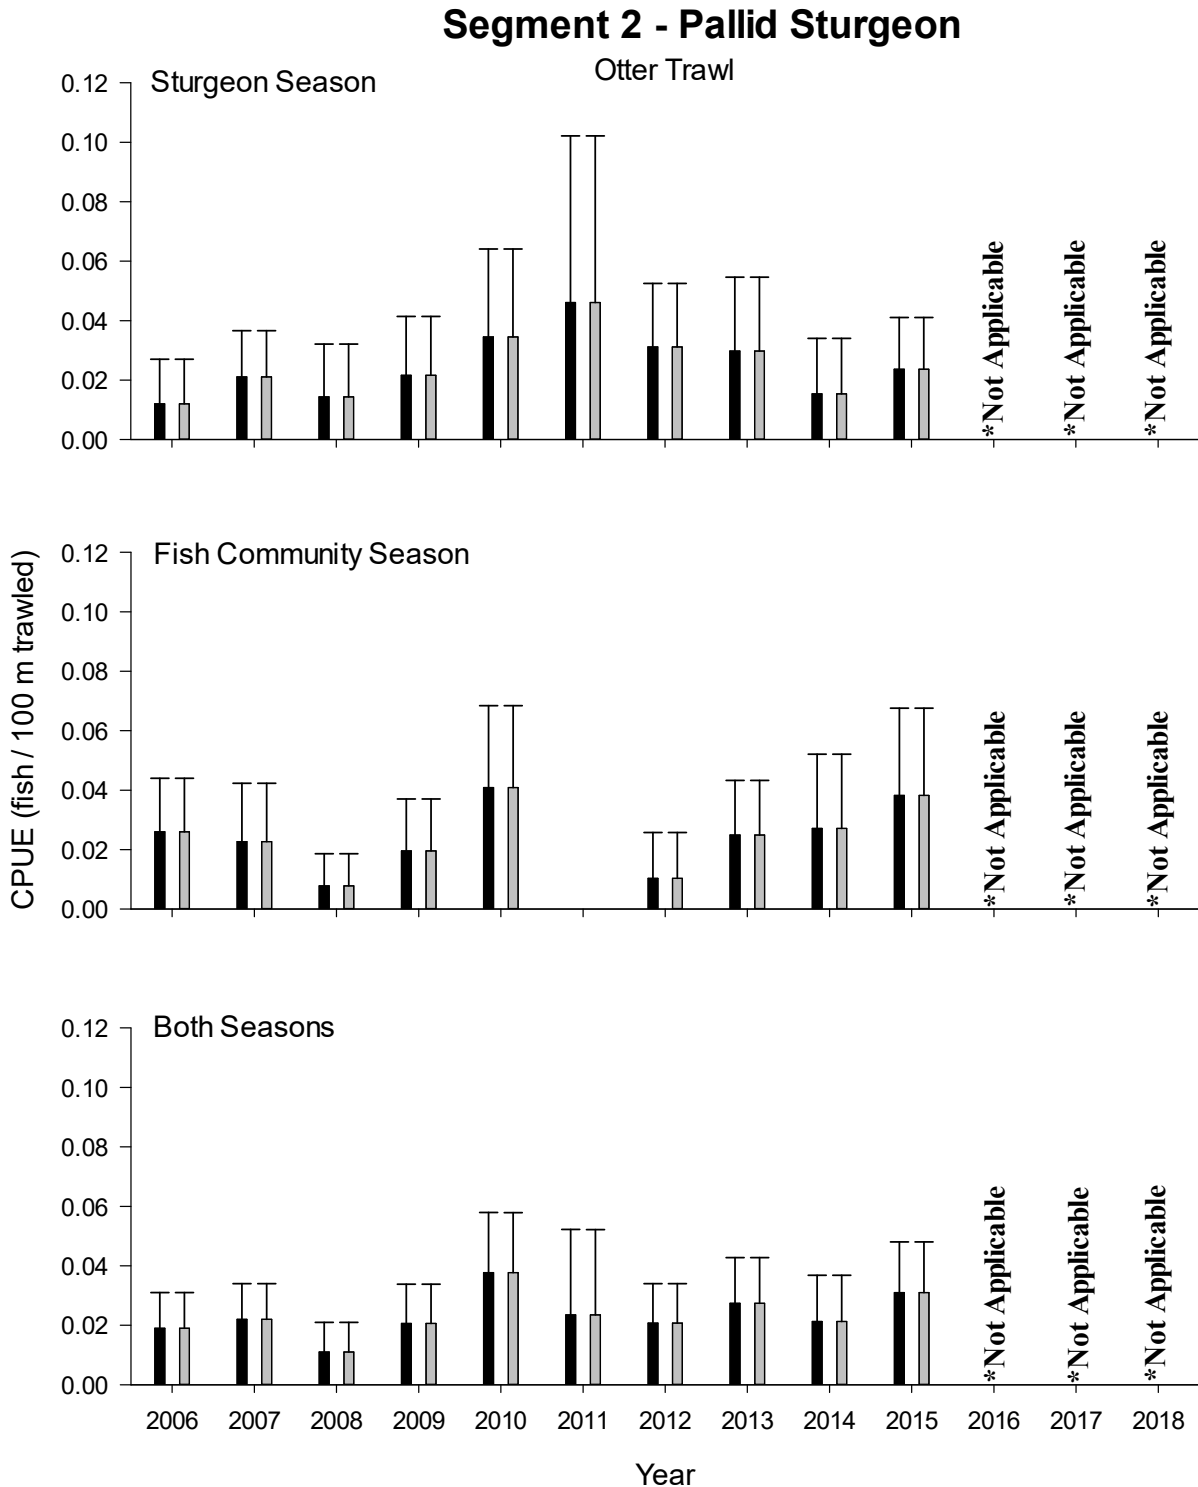 Segment 2 - Pallid Sturgeon
Otter Trawl
Sturgeon Season
0.12
0.10
0.08
0.06
0.04
0.02
0.00
*Not Applicable
*Not Applicable
*Not Applicable
CPUE (fish / 100 m trawled)
Fish Community Season
0.12
0.10
0.08
0.06
0.04
0.02
0.00
*Not Applicable
*Not Applicable
*Not Applicable
Both Seasons
0.12
0.10
0.08
0.06
0.04
0.02
0.00
*Not Applicable
*Not Applicable
*Not Applicable
2006 2007 2008 2009 2010 2011 2012 2013 2014 2015 2016 2017 2018
Year